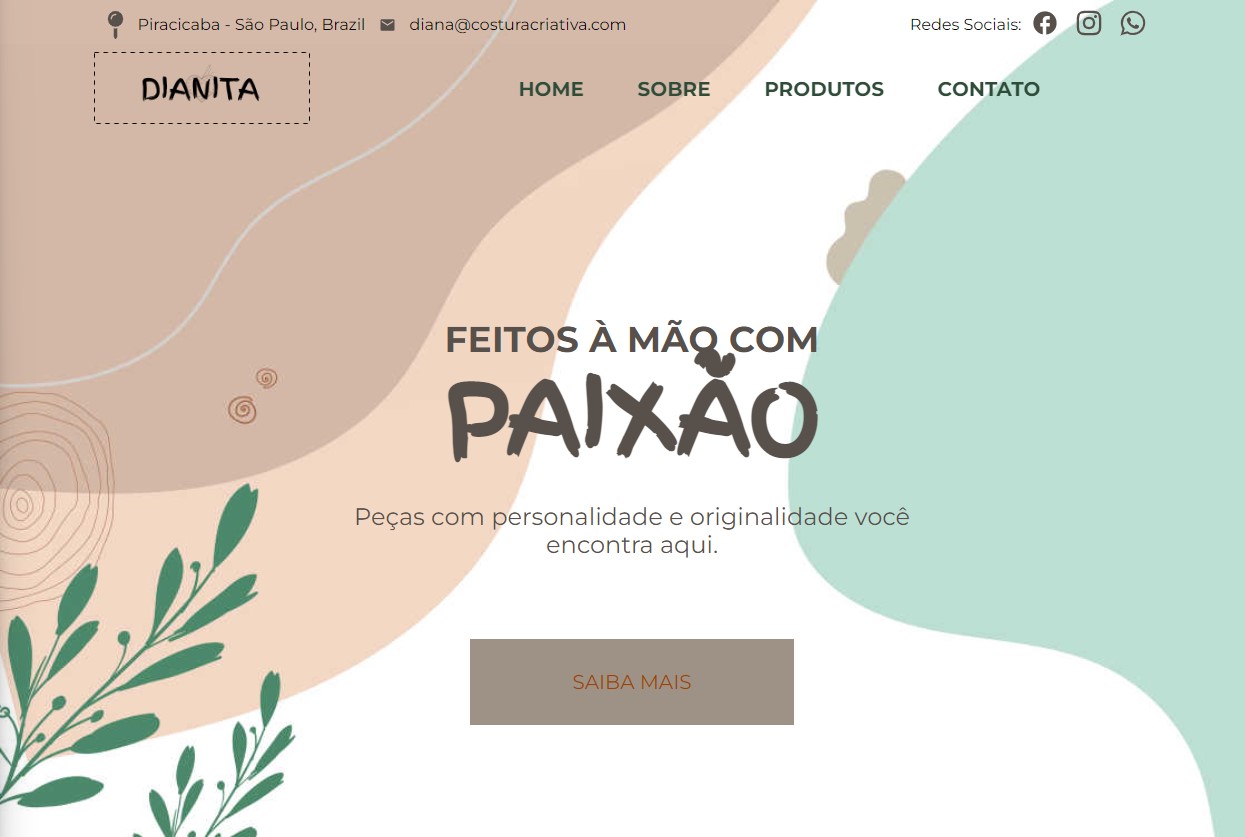 Piracicaba - São Paulo, Brazil diana@costuracriativa.com Redes Sociais:
DIANITA
HOME SOBRE PRODUTOS CONTATO
FEITOS À MÃO COM
PAIXÃO
Peças com personalidade e originalidade você
encontra aqui.
SAIBA MAIS